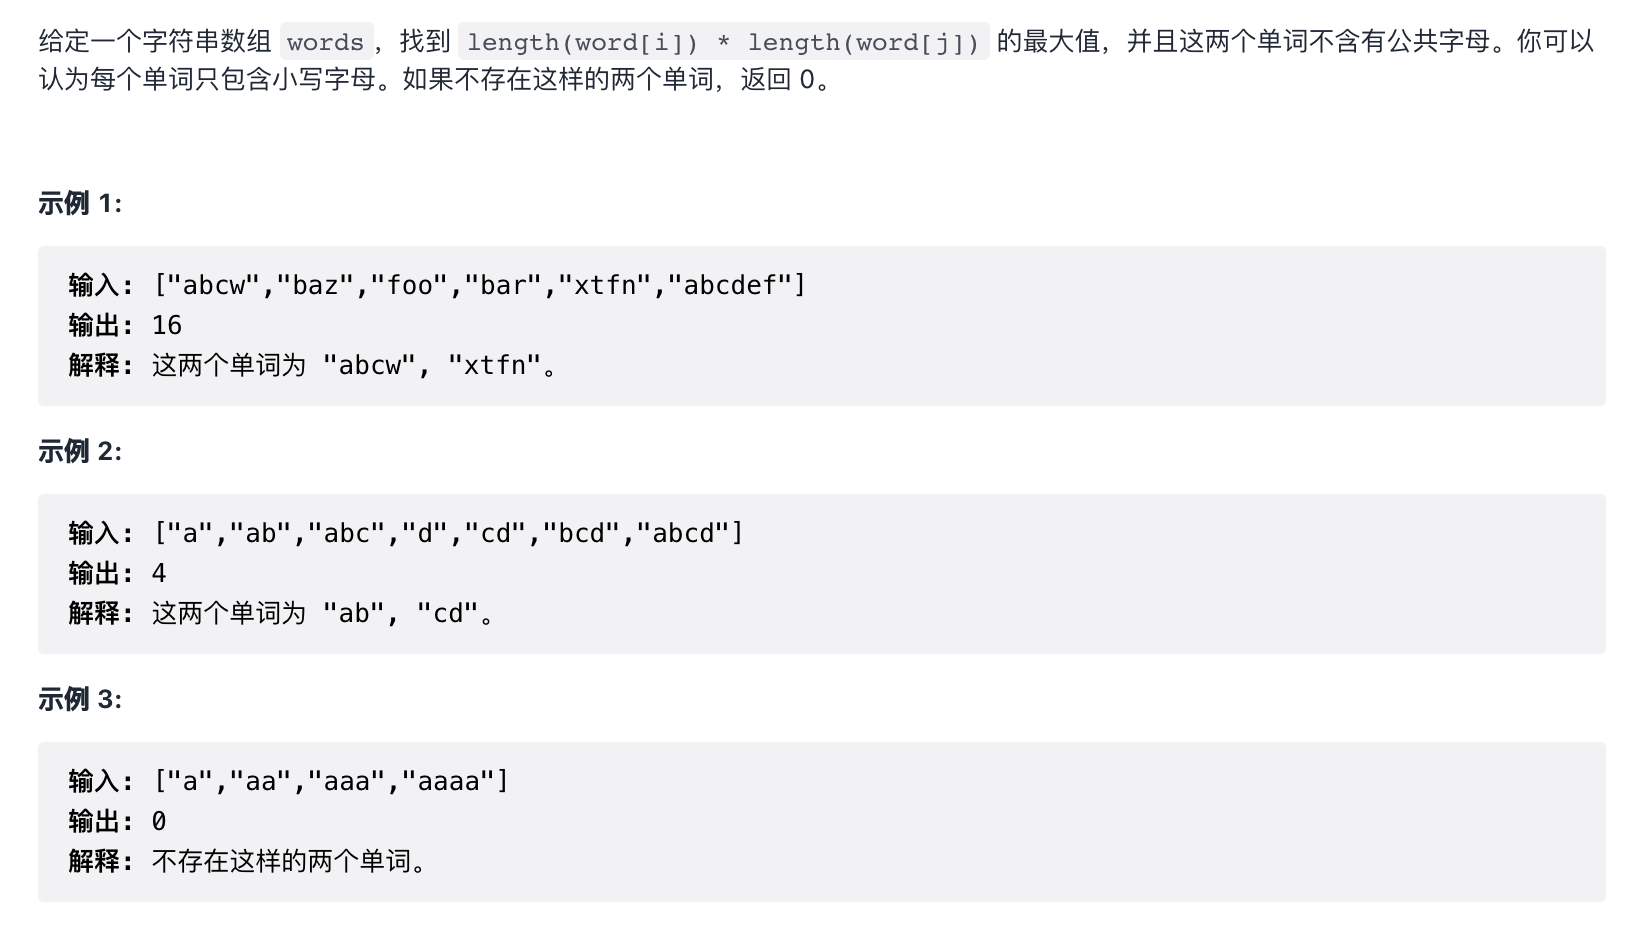 给定一个字符串数组 words，找到 length(word[i]) * length(word[j]) 的最大值，并且这两个单词不含有公共字母。你可以
认为每个单词只包含小写字母。如果不存在这样的两个单词，返回 0。
示例 1:
输入: ["abcw","baz","foo","bar","xtfn","abcdef"]
输出: 16
解释: 这两个单词为 "abcw", "xtfn"。
示例 2:
输入: ["a","ab","abc","d","cd","bcd","abcd"]
输出: 4
解释: 这两个单词为 "ab", "cd"。
示例 3:
输入: ["a","aa","aaa","aaaa"]
输出: 0
解释: 不存在这样的两个单词。